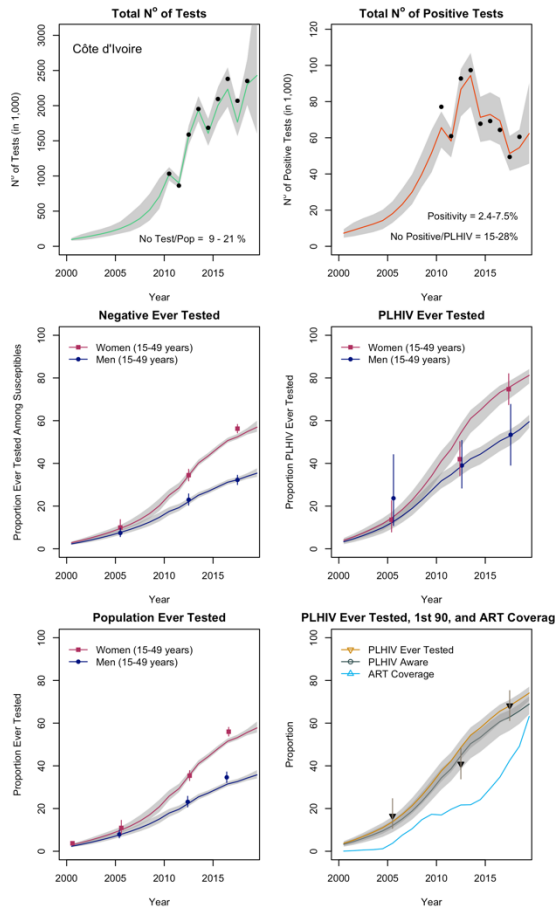 Total N° of Tests
Côte d'Ivoire
No Test/Pop = 9 - 21 %
N° of Tests (in 1,000)
0
500
1000
1500
2000
2500
3000
2000
2005
2010
2015
Year
Total N° of Positive Tests
Positivity = 2.4-7.5%
No Positive/PLHIV = 15-28%
N° of Positive Tests (in 1,000)
0
20
40
60
80
100
120
2000
2005
2010
2015
Year
Negative Ever Tested
Women (15-49 years)
Men (15-49 years)
Proportion Ever Tested Among Susceptibles
0
20
40
60
80
100
2000
2005
2010
2015
Year
PLHIV Ever Tested
Women (15-49 years)
Men (15-49 years)
Proportion PLHIV Ever Tested
0
20
40
60
80
100
2000
2005
2010
2015
Year
Population Ever Tested
Women (15-49 years)
Men (15-49 years)
Proportion Ever Tested
0
20
40
60
80
100
2000
2005
2010
2015
Year
PLHIV Ever Tested, 1st 90, and ART Coverag
PLHIV Ever Tested
PLHIV Aware
ART Coverage
Proportion
0
20
40
60
80
100
2000
2005
2010
2015
Year